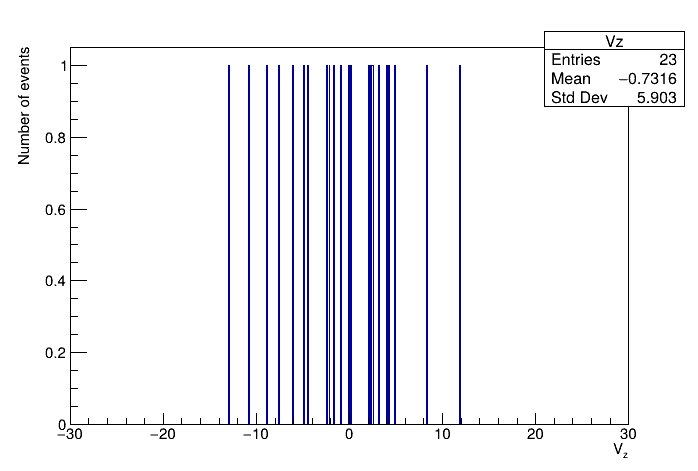 Vz
Entries 23
Mean −0.7316
Std Dev 5.903
Number of events
1
0.8
0.6
0.4
0.2
0
−30 −20 −10 0 10 20 30
Vz